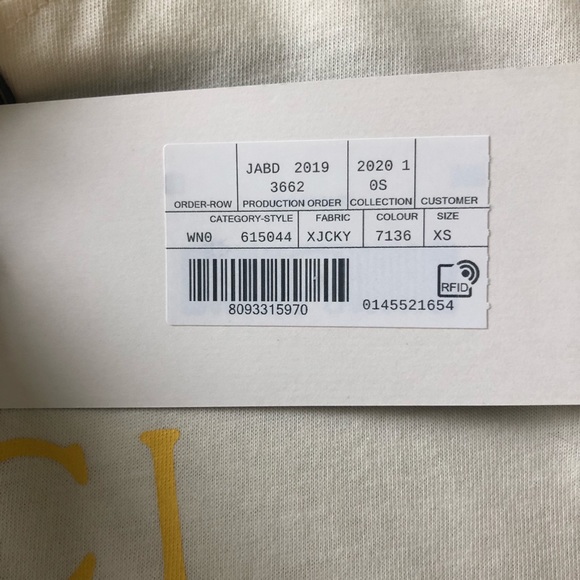 JABD 2019 2020 1
3662 0S
ORDER-ROW PRODUCTION ORDER COLLECTION CUSTOMER
CATEGORY-STYLE FABRIC COLOUR SIZE
WN0 615044 XJCKY 7136 XS
RFID
8093315970 0145521654
CI